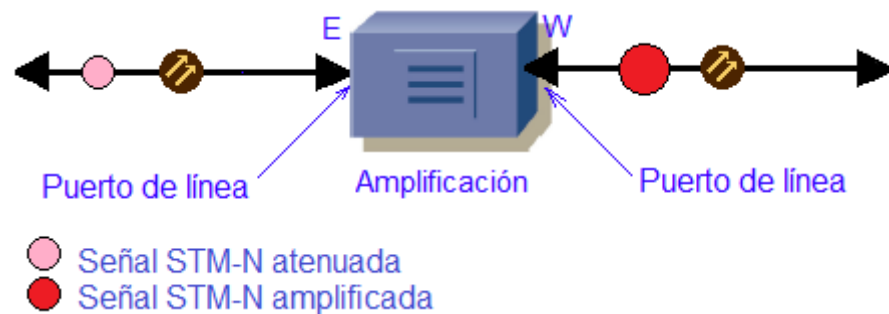 E
W
Puerto de línea
Amplificación
Puerto de línea
Señal STM-N atenuada
Señal STM-N amplificada